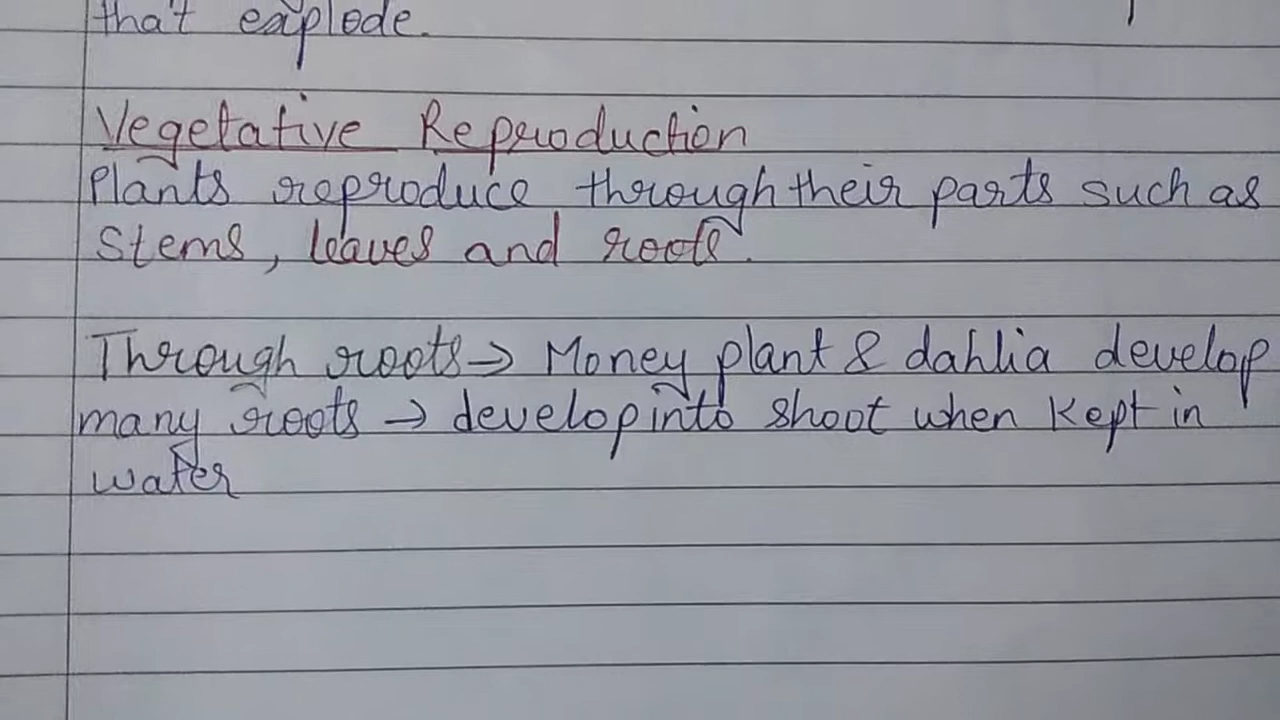 that explode.
Vegetative Reproduction
Plants reproduce through their parts such as
stems, leaves and roots.
Through roots → Money plant & dahlia develop
many roots → develop into shoot when kept in
water